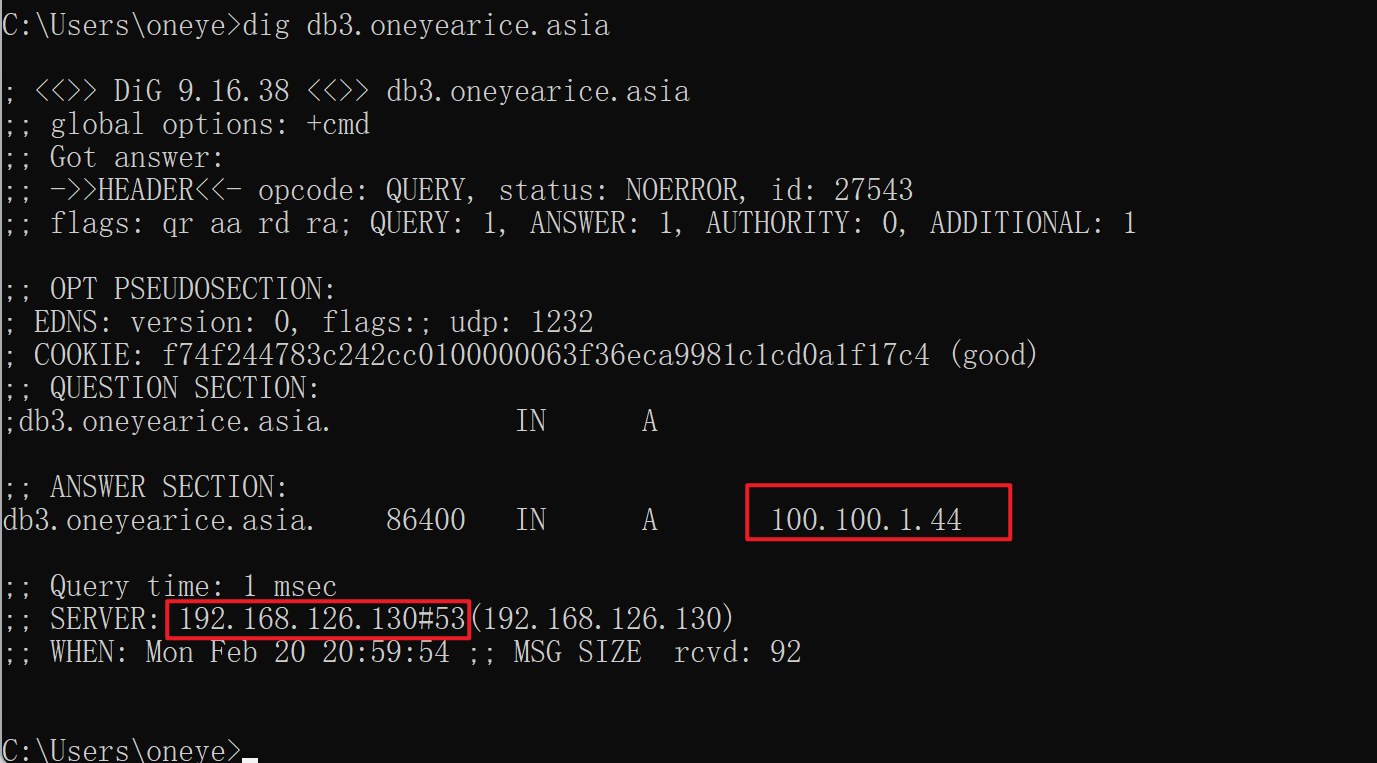 C:\Users\oneye>dig db3.oneyearice.asia
; <<>> DiG 9.16.38 <<>> db3.oneyearice.asia
;; global options: +cmd
;; Got answer:
;; ->>HEADER<<- opcode: QUERY, status: NOERROR, id: 27543
;; flags: qr aa rd ra; QUERY: 1, ANSWER: 1, AUTHORITY: 0, ADDITIONAL: 1
;; OPT PSEUDOSECTION:
; EDNS: version: 0, flags:; udp: 1232
; COOKIE: f74f244783c242cc0100000063f36eca9981c1cd0a1f17c4 (good)
;; QUESTION SECTION:
;db3.oneyearice.asia. IN A
;; ANSWER SECTION:
db3.oneyearice.asia. 86400 IN A 100.100.1.44
;; Query time: 1 msec
;; SERVER: 192.168.126.130#53(192.168.126.130)
;; WHEN: Mon Feb 20 20:59:54 ;; MSG SIZE rcvd: 92
C:\Users\oneye>